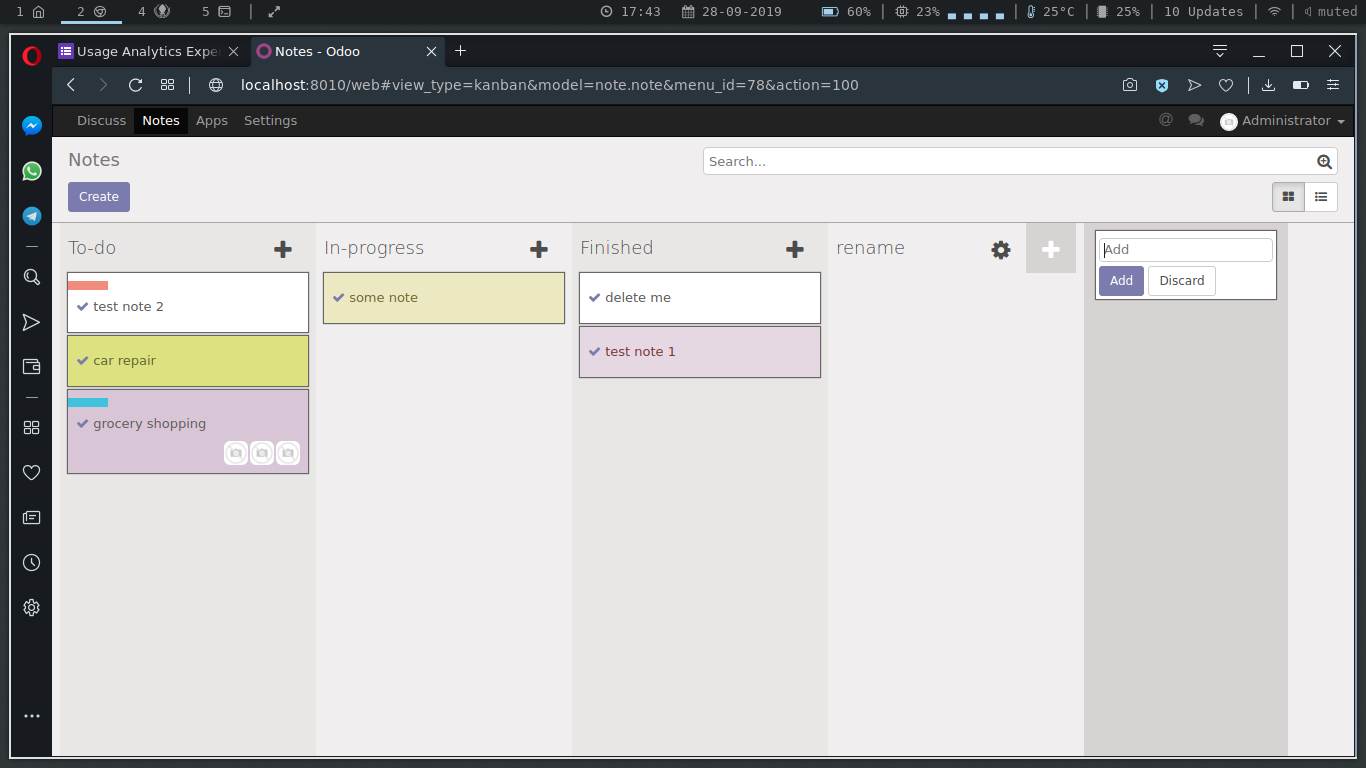 1 2 4 5 17:43 28-09-2019 60% 23% 25°C 25% 10 Updates muted
Usage Analytics Expe Notes - Odoo
localhost:8010/web#view_type=kanban&model=note.note&menu_id=78&action=100
Discuss Notes Apps Settings @ Administrator
Notes Search...
Create
To-do In-progress Finished rename Add
Add Discard
test note 2 some note delete me
car repair test note 1
grocery shopping